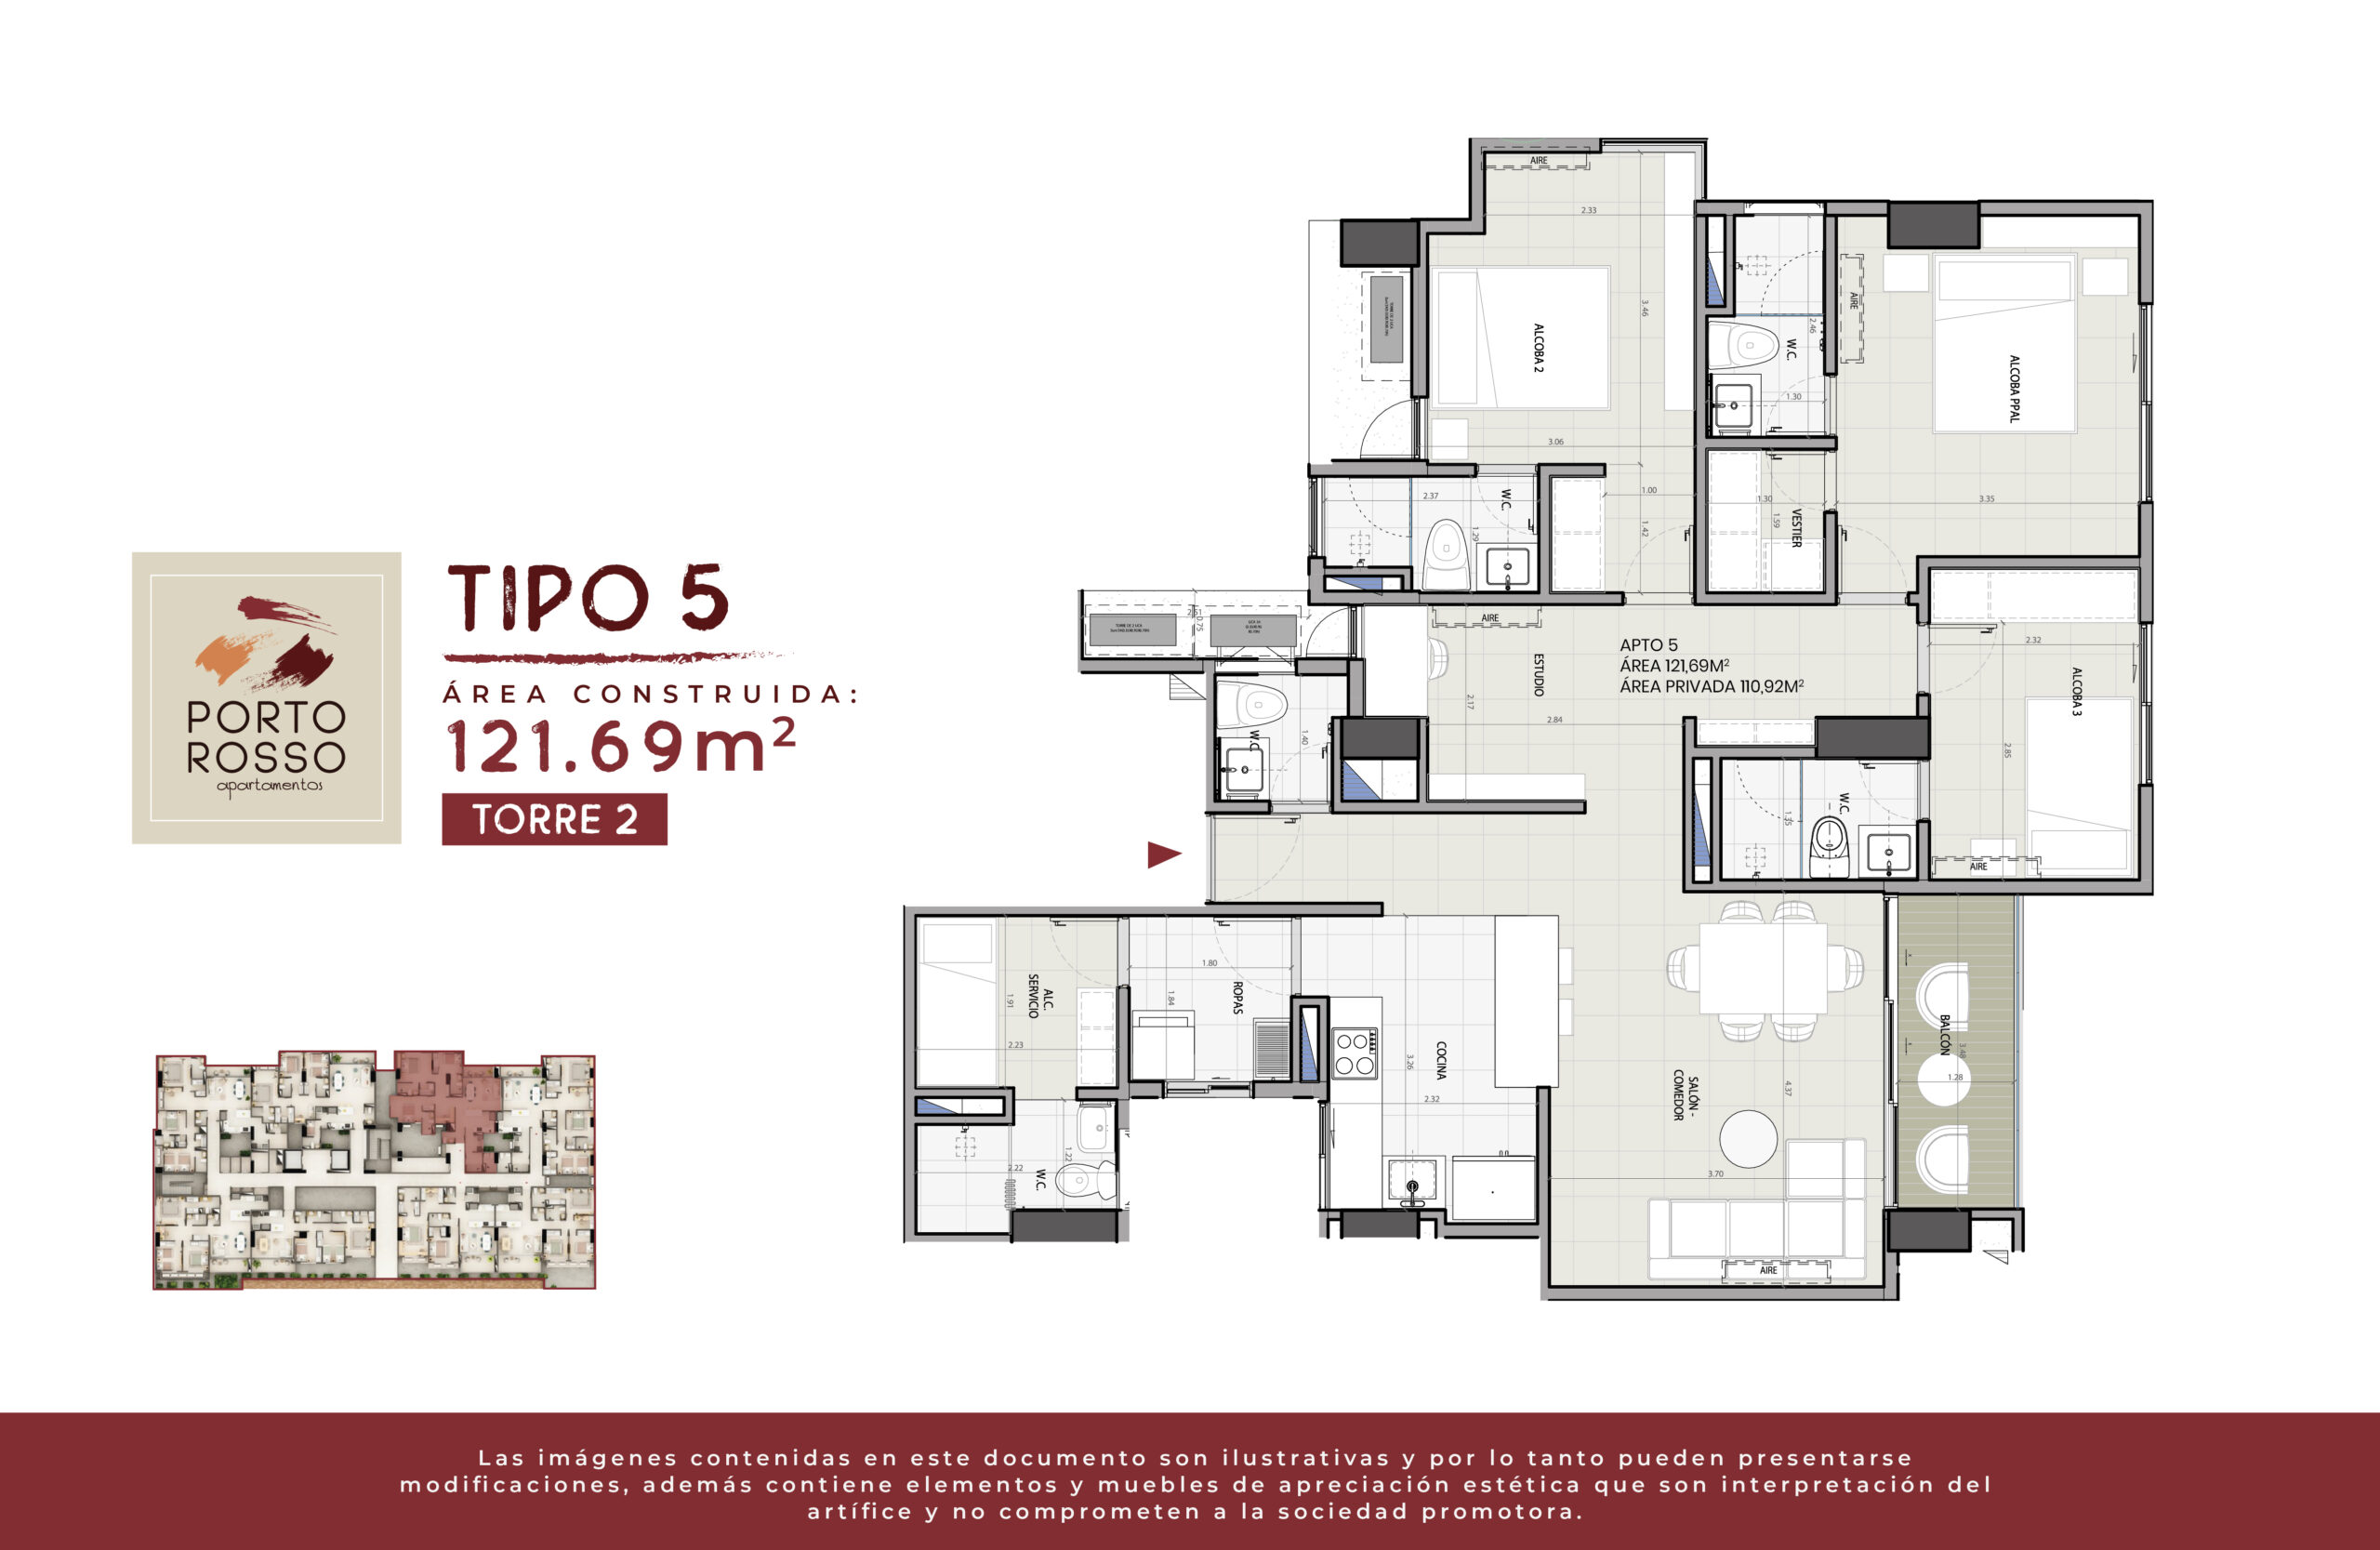 PORTO
ROSSO
apartamentos
TIPO 5
ÁREA CONSTRUIDA:
121.69m²
TORRE 2
AIRE
2.33
3.46
ALCOBA 2
3.06
W.C.
2.46
1.30
AIRE
ALCOBA PPAL
3.35
2.37
W.C.
1.29
1.00
1.42
1.30
1.59
VESTIER
2.51
0.75
AIRE
ESTUDIO
2.17
2.84
APTO 5
ÁREA 121,69M²
ÁREA PRIVADA 110,92M²
2.32
ALCOBA 3
2.85
AIRE
W.C.
1.40
W.C.
1.35
ALC.
SERVICIO
1.91
2.23
1.80
1.84
ROPAS
COCINA
3.26
2.32
SALÓN -
COMEDOR
4.37
3.70
AIRE
BALCÓN
3.48
1.28
W.C.
1.22
2.22
Las imágenes contenidas en este documento son ilustrativas y por lo tanto pueden presentarse
modificaciones, además contiene elementos y muebles de apreciación estética que son interpretación del
artífice y no comprometen a la sociedad promotora.